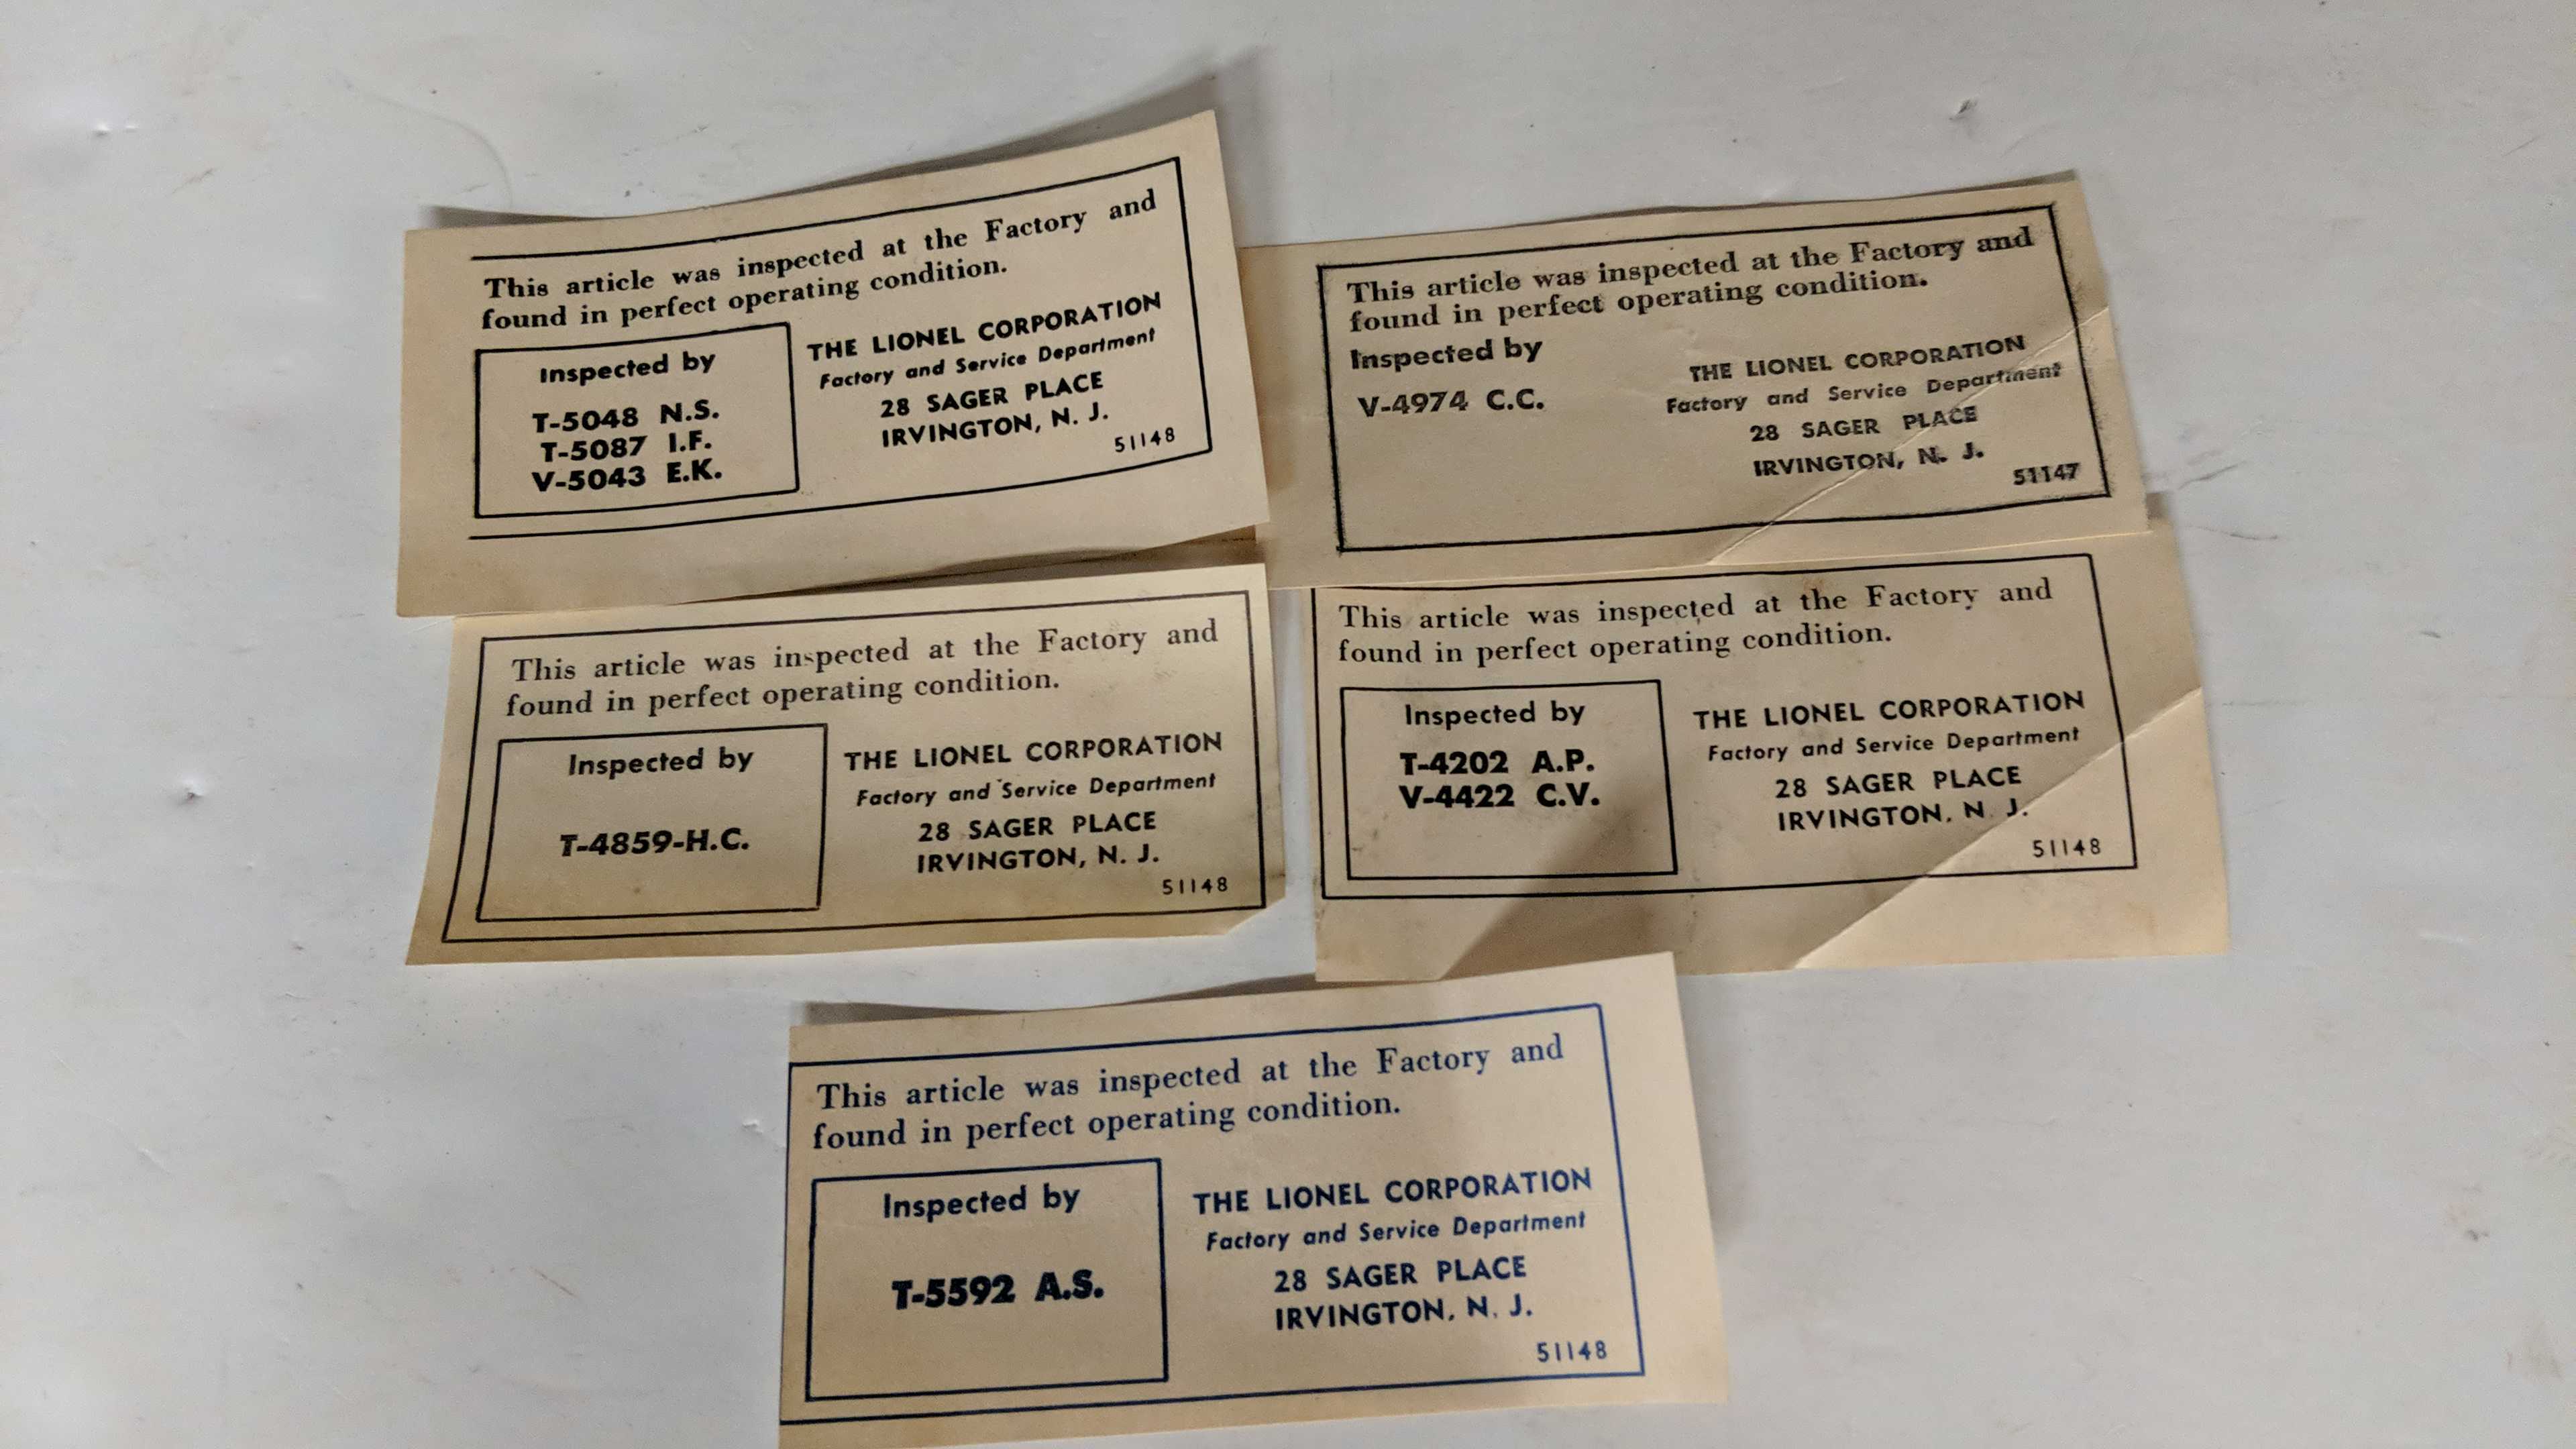 This article was inspected at the Factory and
found in perfect operating condition.
Inspected by
T-5048 N.S.
T-5087 I.F.
V-5043 E.K.
THE LIONEL CORPORATION
Factory and Service Department
28 SAGER PLACE
IRVINGTON, N. J.
51148
This article was inspected at the Factory and
found in perfect operating condition.
Inspected by
V-4974 C.C.
THE LIONEL CORPORATION
Factory and Service Department
28 SAGER PLACE
IRVINGTON, N. J.
51147
This article was inspected at the Factory and
found in perfect operating condition.
Inspected by
T-4859-H.C.
THE LIONEL CORPORATION
Factory and Service Department
28 SAGER PLACE
IRVINGTON, N. J.
51148
This article was inspected at the Factory and
found in perfect operating condition.
Inspected by
T-4202 A.P.
V-4422 C.V.
THE LIONEL CORPORATION
Factory and Service Department
28 SAGER PLACE
IRVINGTON, N. J.
51148
This article was inspected at the Factory and
found in perfect operating condition.
Inspected by
T-5592 A.S.
THE LIONEL CORPORATION
Factory and Service Department
28 SAGER PLACE
IRVINGTON, N. J.
51148